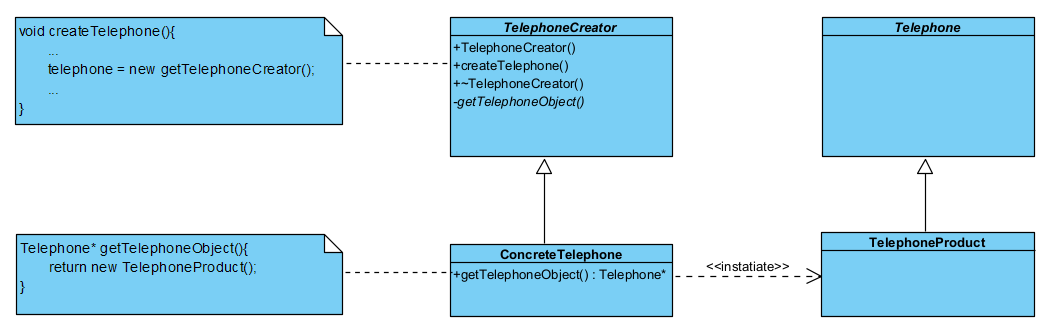 void createTelephone(){
...
telephone = new getTelephoneCreator();
...
}
TelephoneCreator
+TelephoneCreator()
+createTelephone()
+~TelephoneCreator()
-getTelephoneObject()
Telephone
Telephone* getTelephoneObject(){
return new TelephoneProduct();
}
ConcreteTelephone
+getTelephoneObject() : Telephone*
<<instatiate>>
TelephoneProduct